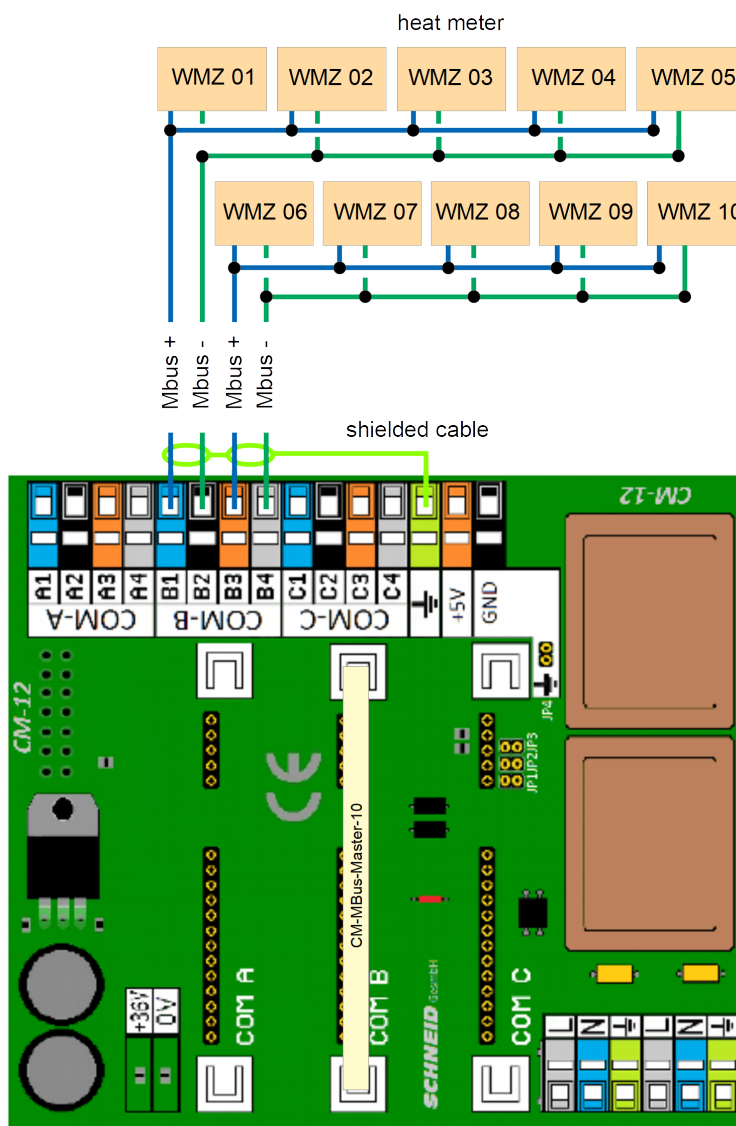 heat meter
WMZ 01 WMZ 02 WMZ 03 WMZ 04 WMZ 05
WMZ 06 WMZ 07 WMZ 08 WMZ 09 WMZ 10
Mbus + Mbus - Mbus + Mbus -
shielded cable
CM-12
A1 A2 A3 A4 B1 B2 B3 B4 C1 C2 C3 C4 +5V GND
COM-A COM-B COM-C
JP4
CM-12
JP1 JP2 JP3
CE
CM-MBus-Master-10
COM A COM B COM C
SCHNEID GesmbH
+36V 0V
L N L N